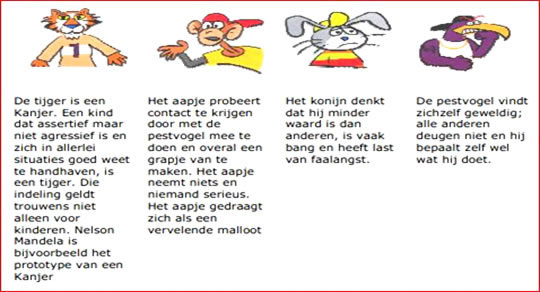 De tijger is een
Kanjer. Een kind
dat assertief maar
niet agressief is en
zich in allerlei
situaties goed weet
te handhaven, is
een tijger. Die
indeling geldt
trouwens niet
alleen voor
kinderen. Nelson
Mandela is
bijvoorbeeld het
prototype van een
Kanjer
Het aapje probeert
contact te krijgen
door met de
pestvogel mee te
doen en overal een
grapje van te
maken. Het aapje
neemt niets en
niemand serieus.
Het aapje gedraagt
zich als een
vervelende malloot
Het konijn denkt
dat hij minder
waard is dan
anderen, is vaak
bang en heeft last
van faalangst.
De pestvogel vindt
zichzelf geweldig;
alle anderen
deugen niet en hij
bepaalt zelf wel
wat hij doet.